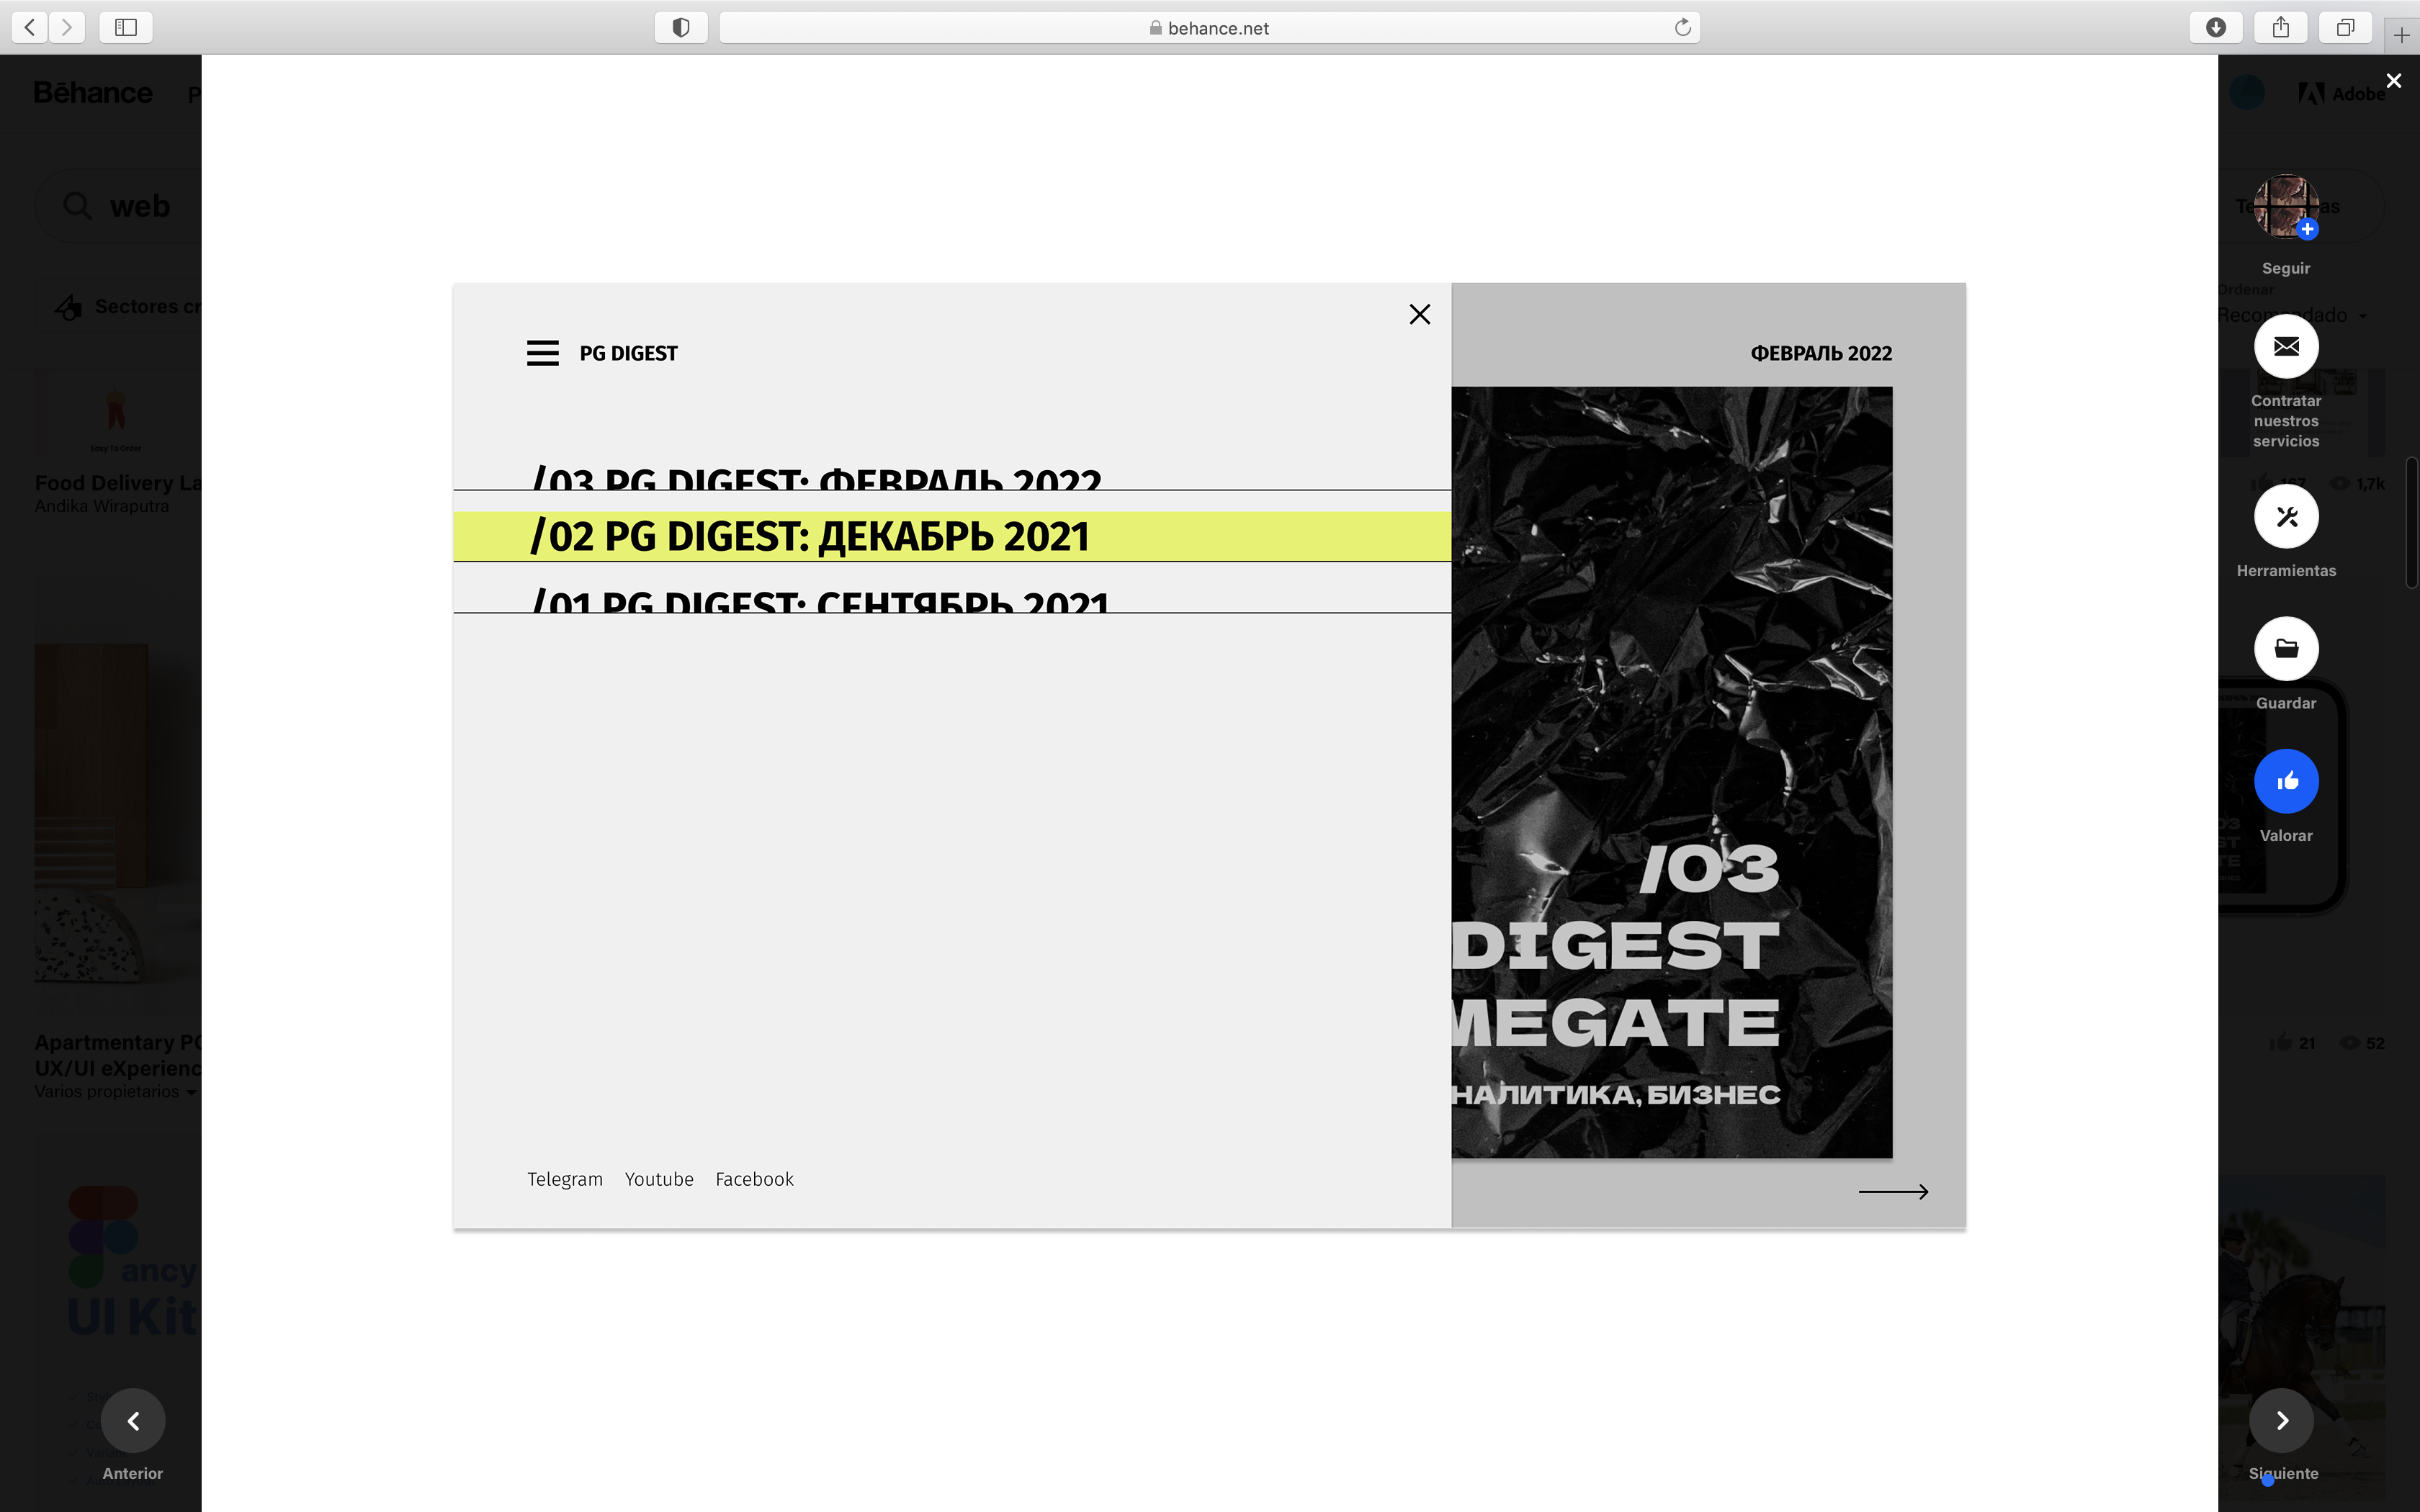 behance.net
Bēhance
Adobe
web
Sectores
Seguir
Ordenar
Recomendado
Contratar
nuestros
servicios
Herramientas
Guardar
Valorar
PG DIGEST
ФЕВРАЛЬ 2022
/03 PG DIGEST: ФЕВРАЛЬ 2022
/02 PG DIGEST: ДЕКАБРЬ 2021
/01 PG DIGEST: СЕНТЯБРЬ 2021
/03
DIGEST
MEGATE
НАЛИТИКА, БИЗНЕС
Telegram Youtube Facebook
Easy To Order
Food Delivery La
Andika Wiraputra
1,7k
Apartmentary
UX/UI eXperienc
Varios propietarios
21 52
ancy
UI Kit
Anterior
Siguiente